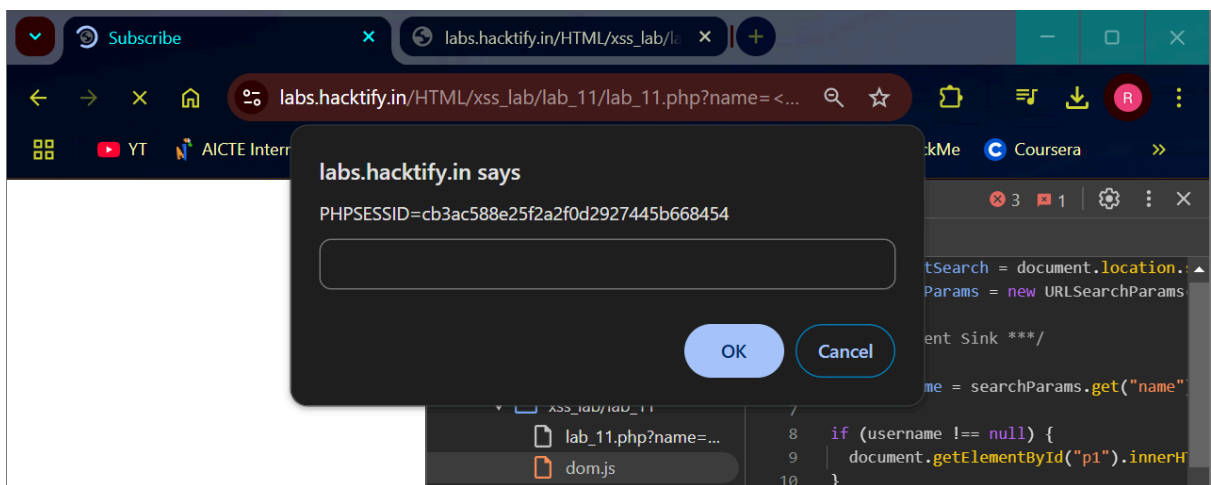 Subscribe
labs.hacktify.in/HTML/xss_lab/la
labs.hacktify.in/HTML/xss_lab/lab_11/lab_11.php?name=<...
R
YT
AICTE Intern
kMe
Coursera
labs.hacktify.in says
PHPSESSID=cb3ac588e25f2a2f0d2927445b668454
OK
Cancel
3
1
tSearch = document.location.
Params = new URLSearchParams
ent Sink ***/
me = searchParams.get("name"
xss_lab/lab_11
7
lab_11.php?name=...
8 if (username !== null) {
dom.js
9 document.getElementById("p1").innerH
10 }